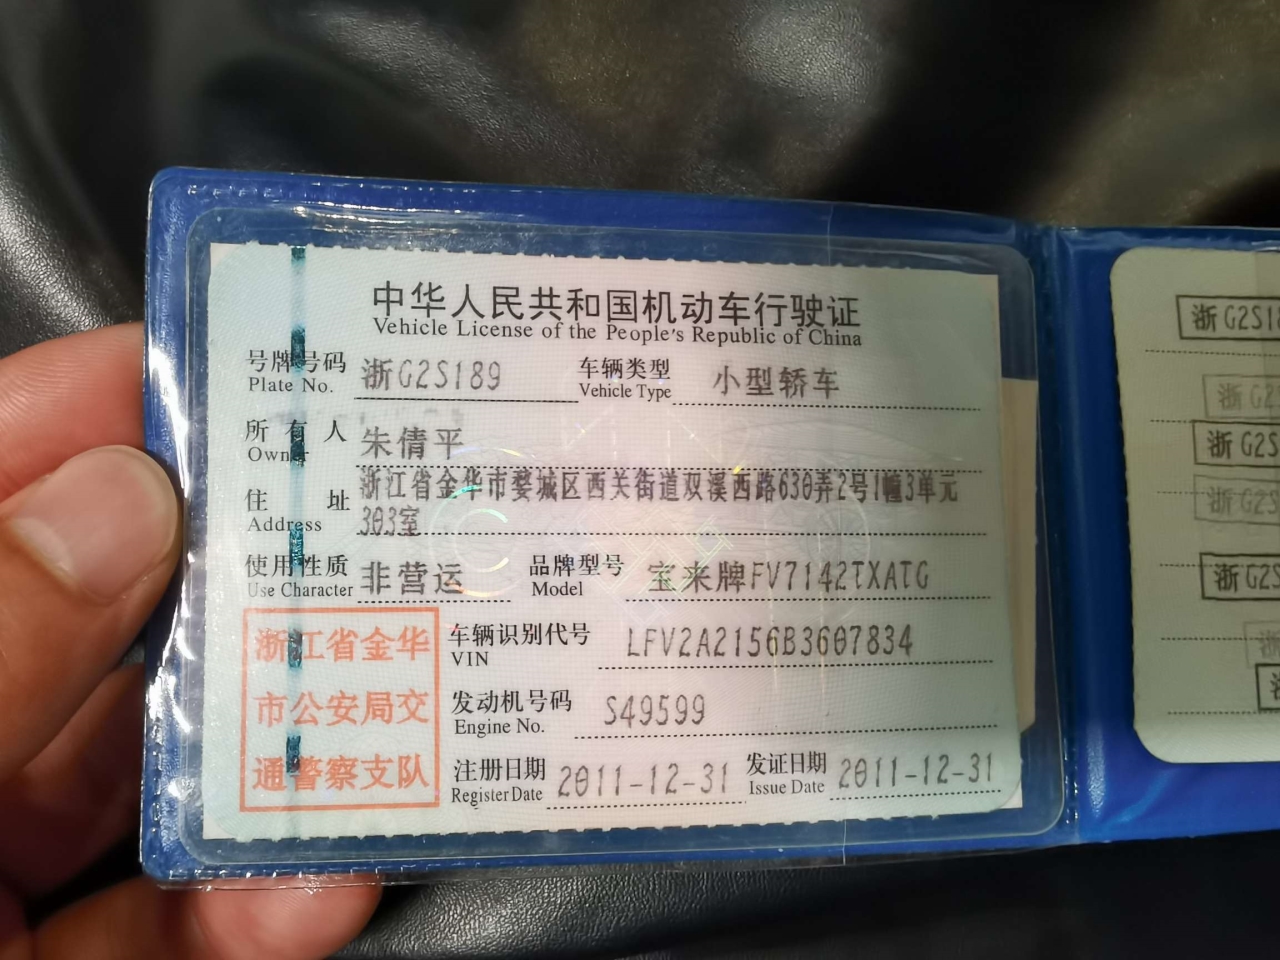 中华人民共和国机动车行驶证
Vehicle License of the People's Republic of China
号牌号码 浙G2S189 车辆类型 小型轿车
Plate No. Vehicle Type
所有人 朱倩平
Owner
住址 浙江省金华市婺城区西关街道双溪西路630弄2号1幢3单元
Address 303室
使用性质 非营运 品牌型号 宝来牌FV7142TXATG
Use Character Model
浙江省金华
市公安局交
通警察支队
车辆识别代号 LFV2A2156B3607834
VIN
发动机号码 S49599
Engine No.
注册日期 2011-12-31 发证日期 2011-12-31
Register Date Issue Date
浙G2S18
浙G2
浙G2S
浙G2S
浙G2S
浙